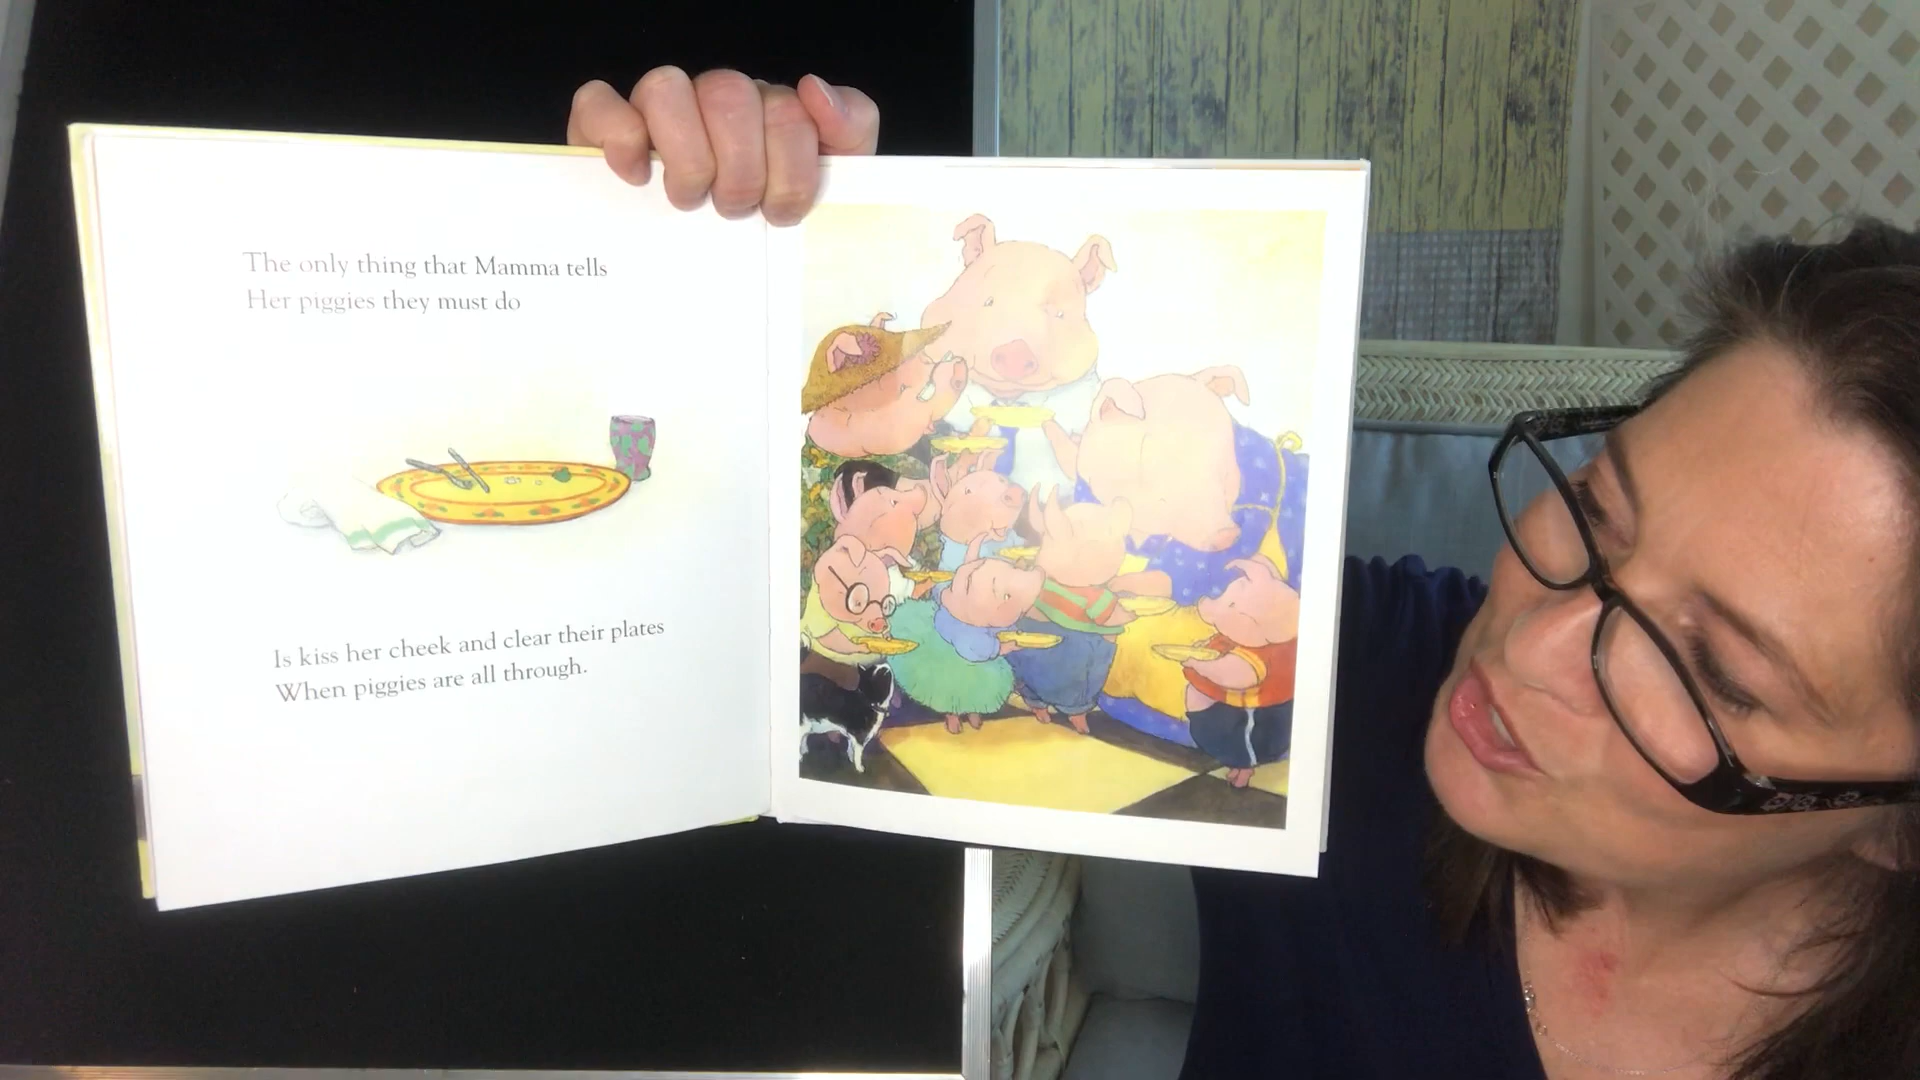 The only thing that Mamma tells
Her piggies they must do
Is kiss her cheek and clear their plates
When piggies are all through.